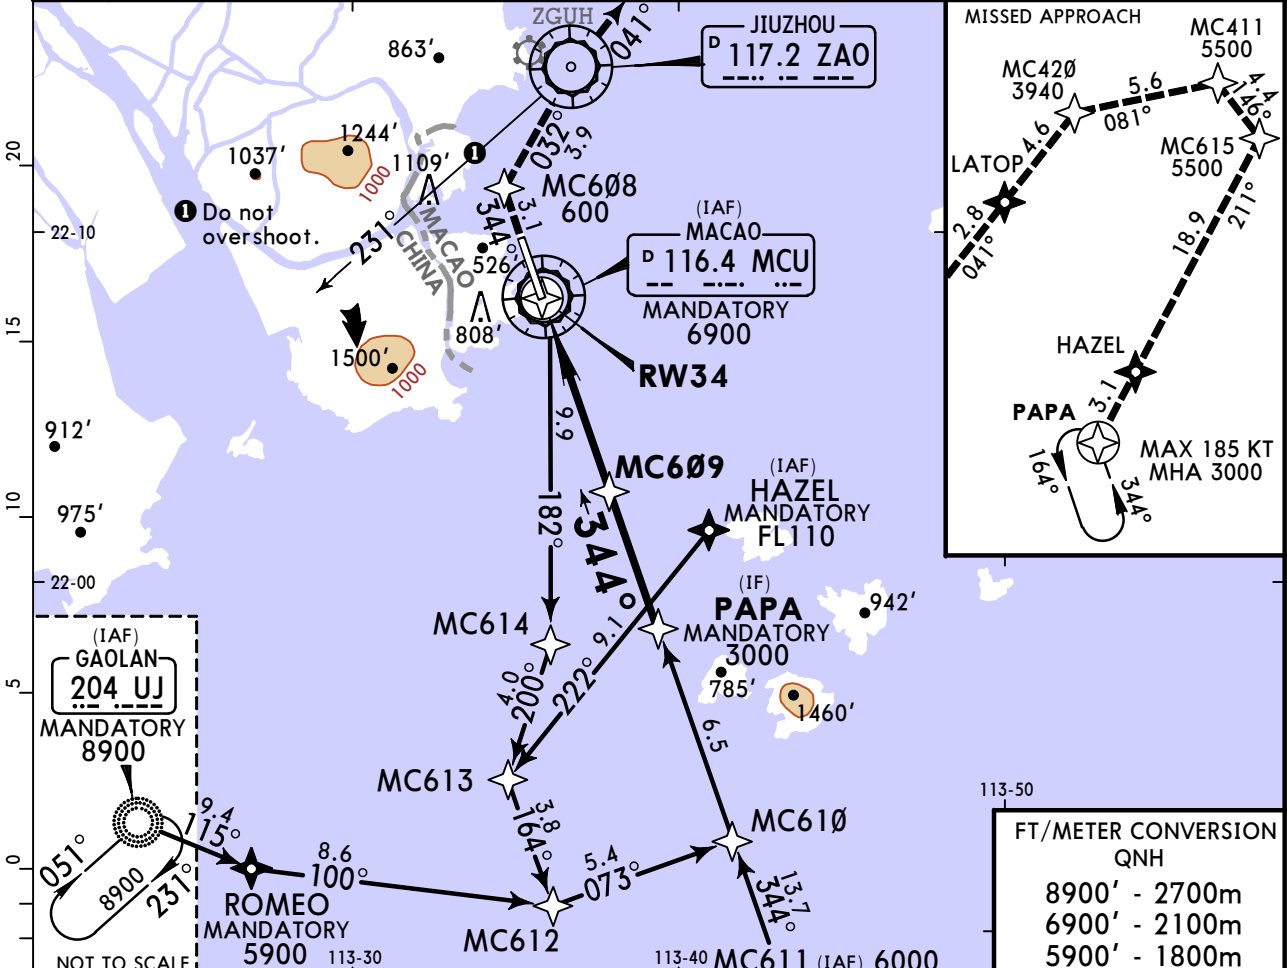 ZGUH
041°
JIUZHOU
D 117.2 ZAO
863'
1244'
1037'
1000
1109'
1
032°
3.9
MC6Ø8
600
3.1
344°
1 Do not
overshoot.
231°
MACAO
CHINA
526
808'
(IAF)
MACAO
D 116.4 MCU
MANDATORY
6900
RW34
1500'
1000
912'
975'
20
22-10
15
10
22-00
5
0
9.9
182°
MC6Ø9
344°
(IAF)
HAZEL
MANDATORY
FL110
(IF)
PAPA
MANDATORY
3000
942'
785'
1460'
MC614
4.0
200°
9.1
222°
MC613
3.8
164°
6.5
MC61Ø
5.4
073°
13.7
344°
MC612
MC611 (IAF) 6000
(IAF)
GAOLAN
204 UJ
MANDATORY
8900
9.4
115°
051°
8900
231°
NOT TO SCALE
8.6
100°
ROMEO
MANDATORY
5900
113-30
113-40
113-50
MISSED APPROACH
MC411
5500
MC42Ø
3940
5.6
081°
4.4
146°
4.6
LATOP
MC615
5500
2.8
041°
18.9
211°
HAZEL
3.1
PAPA
164°
344°
MAX 185 KT
MHA 3000
FT/METER CONVERSION
QNH
8900' - 2700m
6900' - 2100m
5900' - 1800m